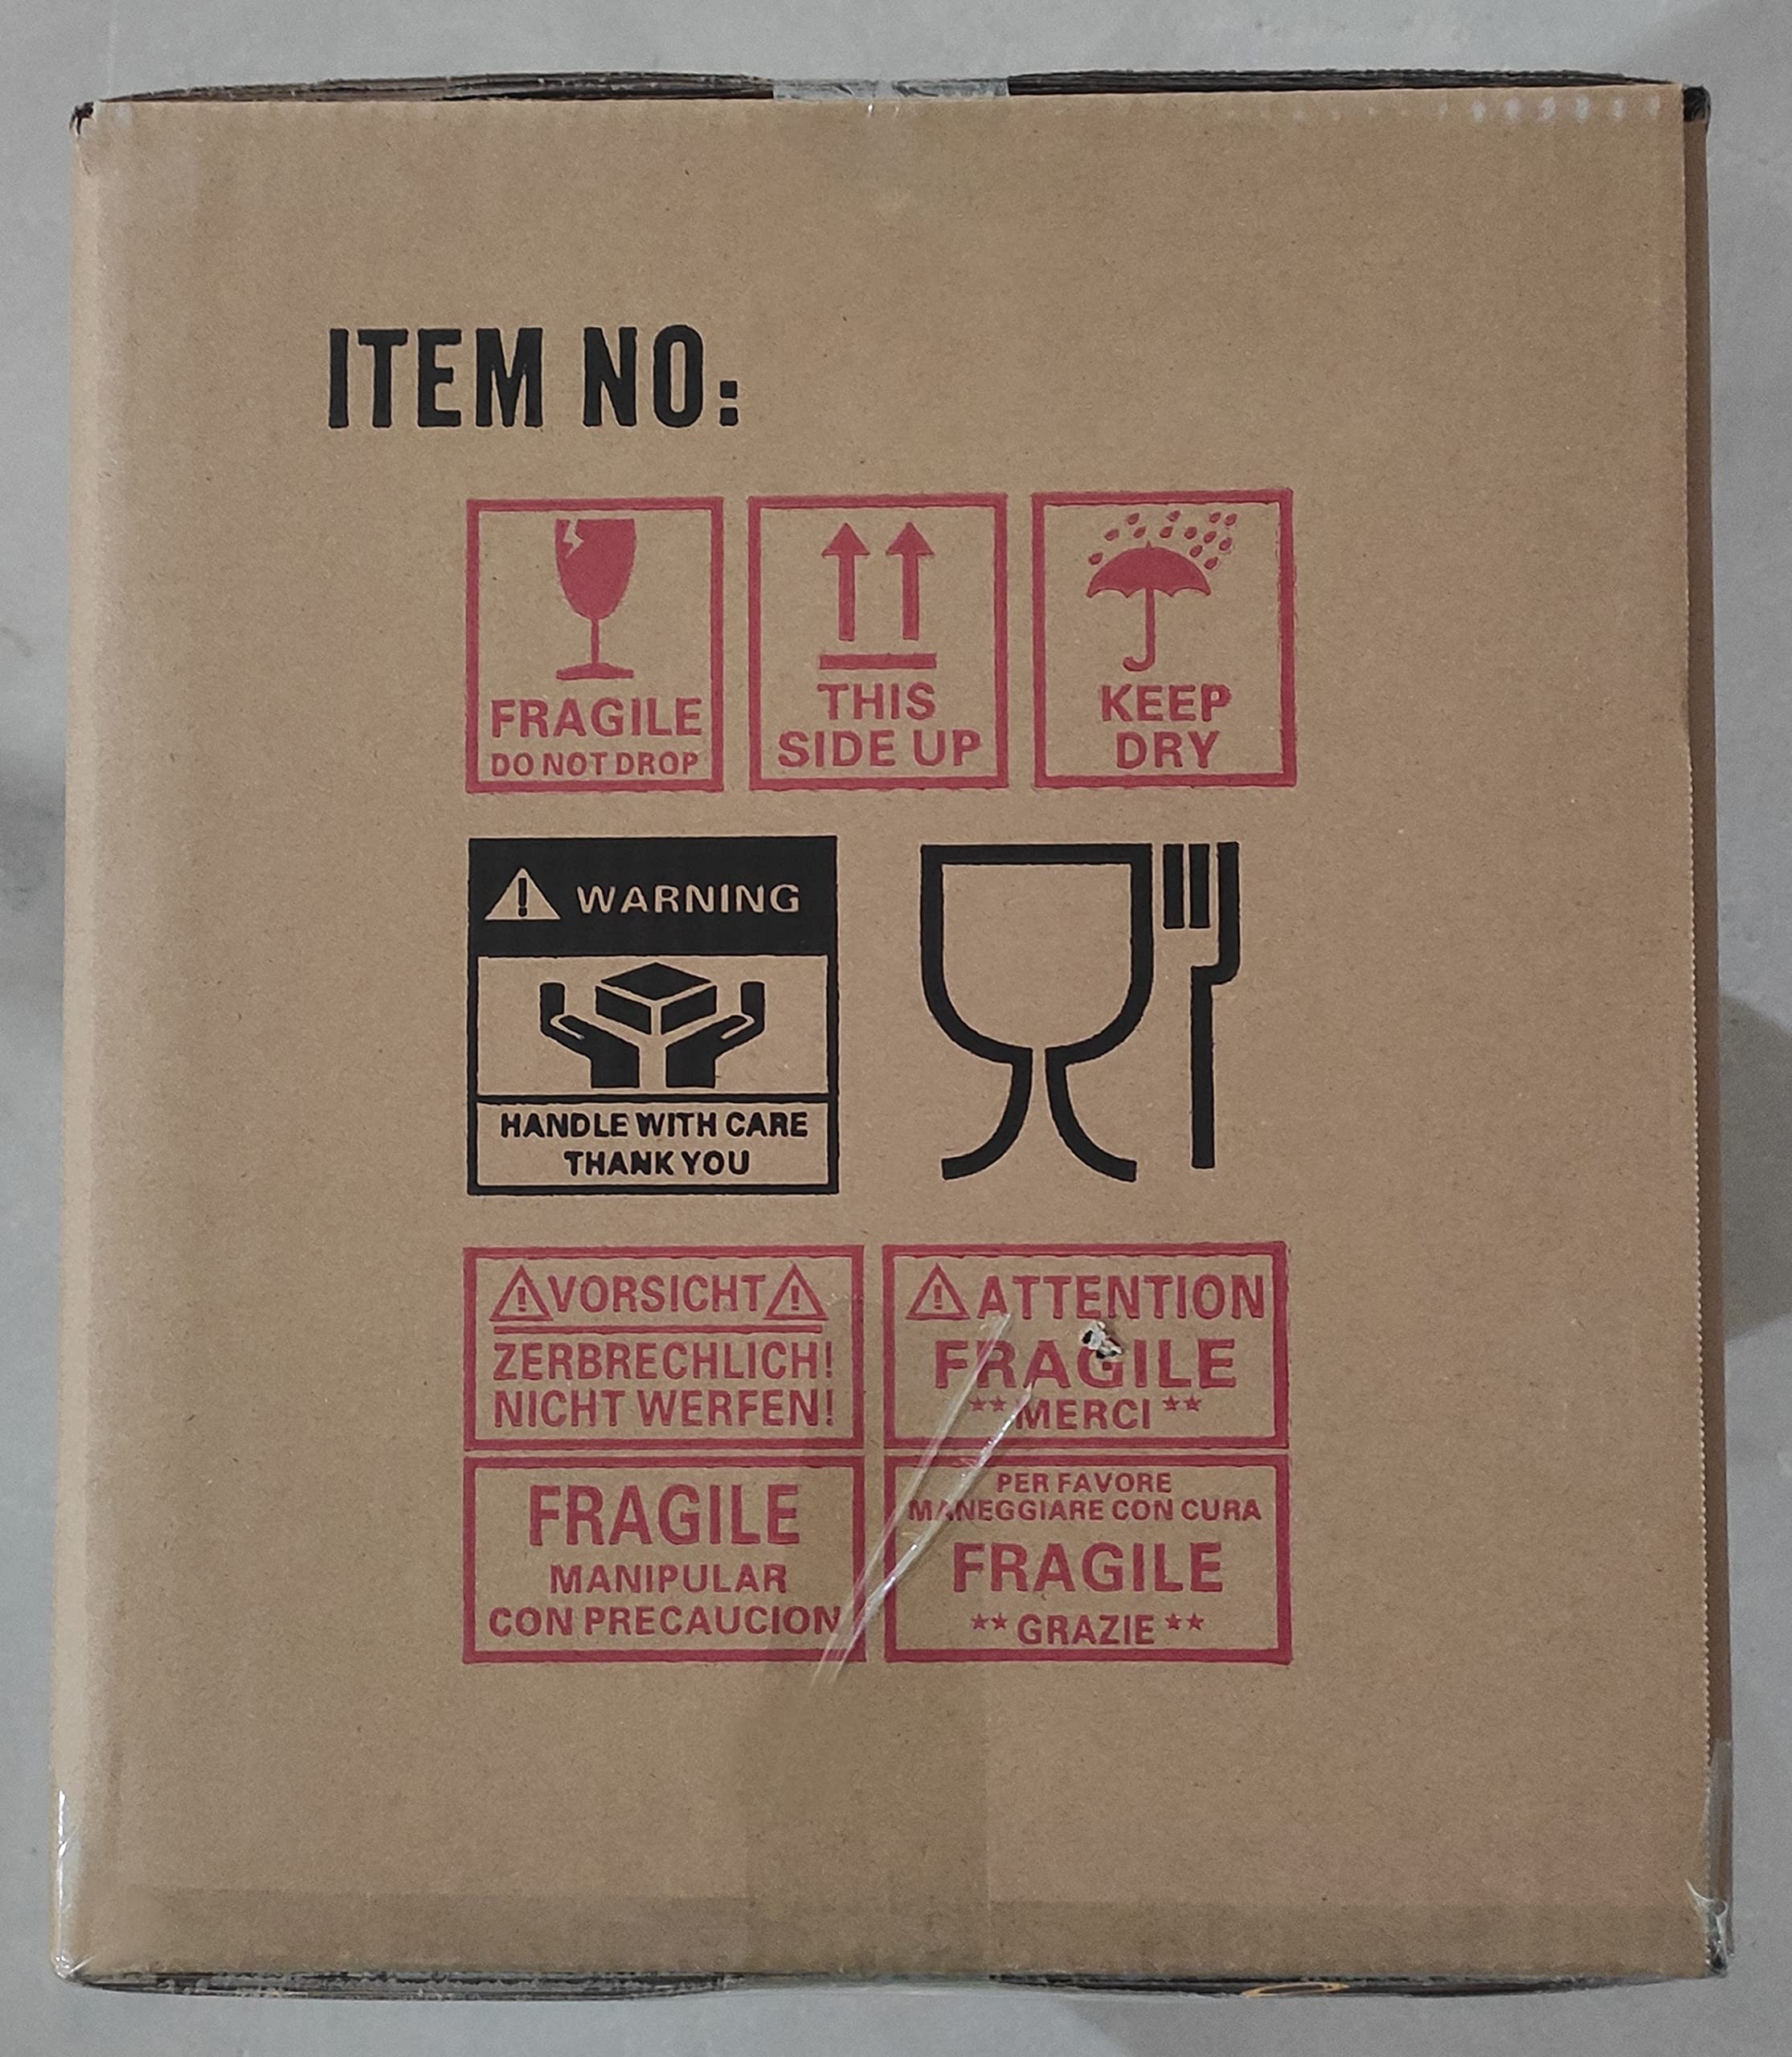 ITEM NO:
FRAGILE
DO NOT DROP
THIS
SIDE UP
KEEP
DRY
WARNING
HANDLE WITH CARE
THANK YOU
VORSICHT
ZERBRECHLICH!
NICHT WERFEN!
ATTENTION
FRAGILE
** MERCI **
FRAGILE
MANIPULAR
CON PRECAUCION
PER FAVORE
MANEGGIARE CON CURA
FRAGILE
** GRAZIE **